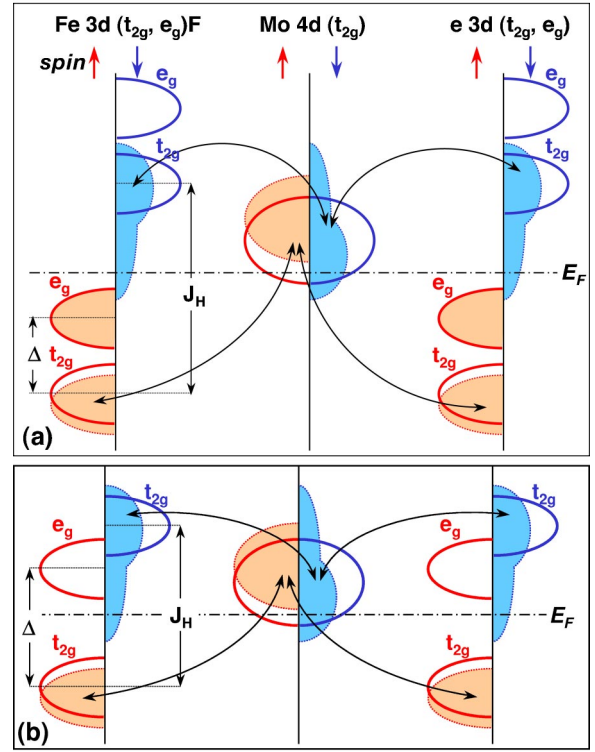 Fe 3d (t2g, eg)F Mo 4d (t2g) e 3d (t2g, eg)
spin
eg eg
t2g t2g
EF
eg JH eg
Δ t2g t2g
(a)
t2g t2g
eg eg
Δ JH EF
t2g t2g
(b)